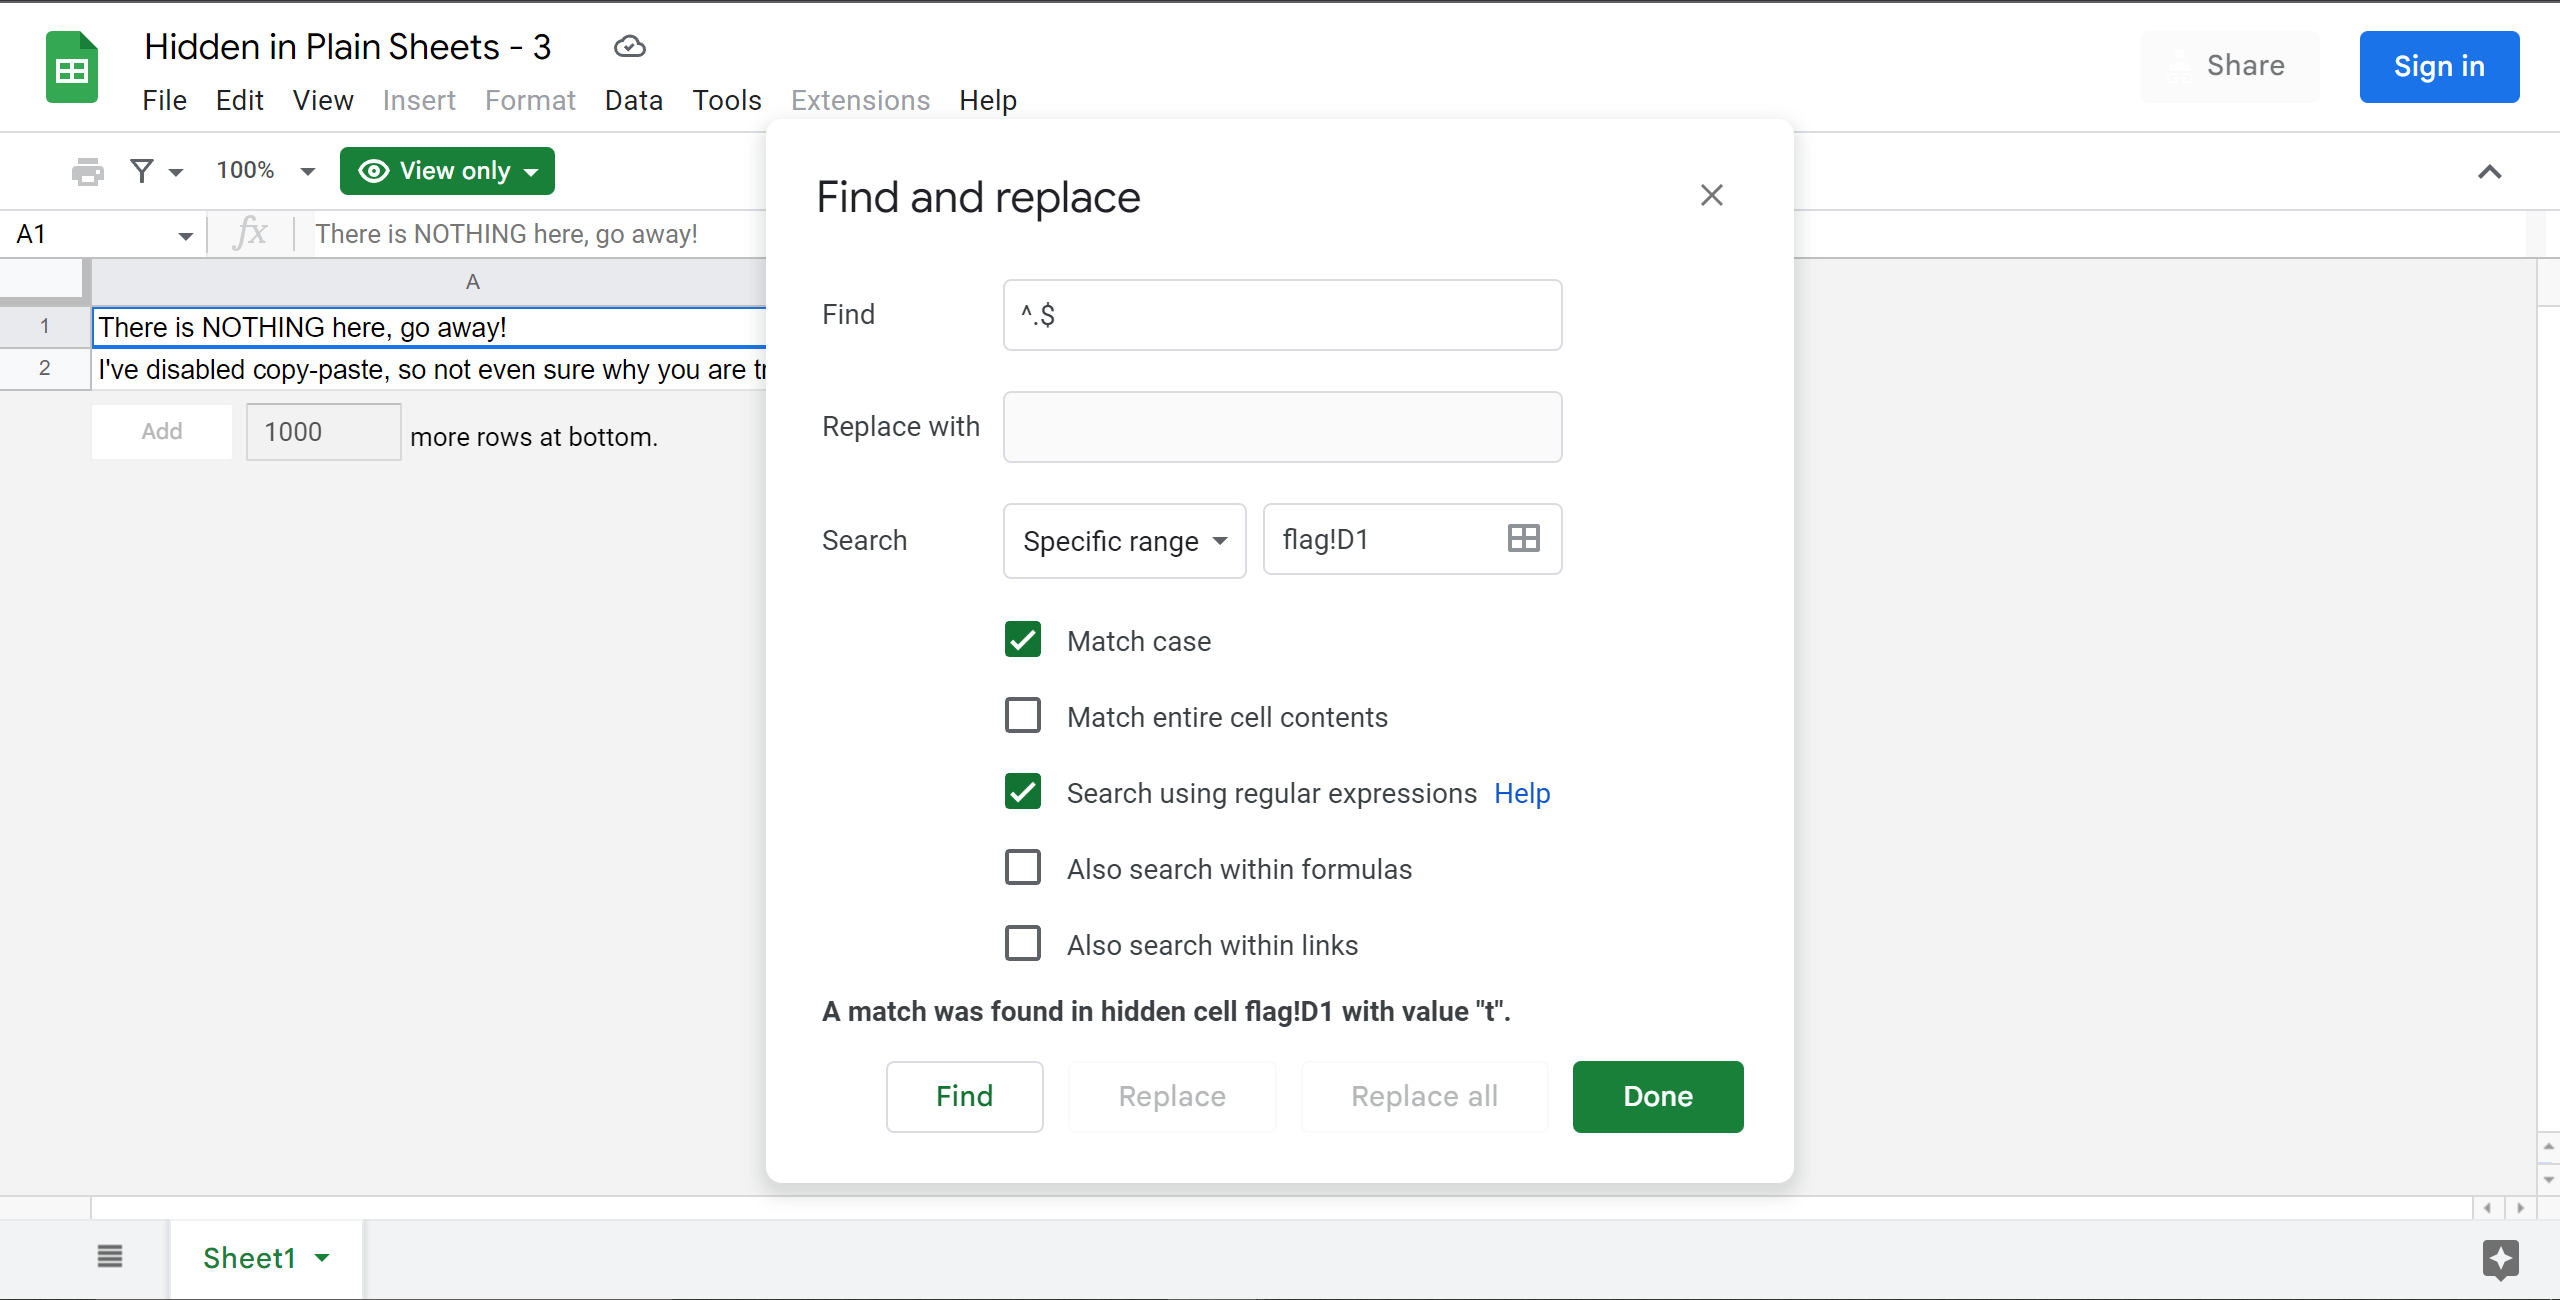 Hidden in Plain Sheets - 3
File Edit View Insert Format Data Tools Extensions Help
Share
Sign in
100%
View only
A1
fx
There is NOTHING here, go away!
A
1
There is NOTHING here, go away!
2
I've disabled copy-paste, so not even sure why you are
Add
1000
more rows at bottom.
Find and replace
Find
^.$
Replace with
Search
Specific range
flag!D1
Match case
Match entire cell contents
Search using regular expressions Help
Also search within formulas
Also search within links
A match was found in hidden cell flag!D1 with value "t".
Find
Replace
Replace all
Done
Sheet1